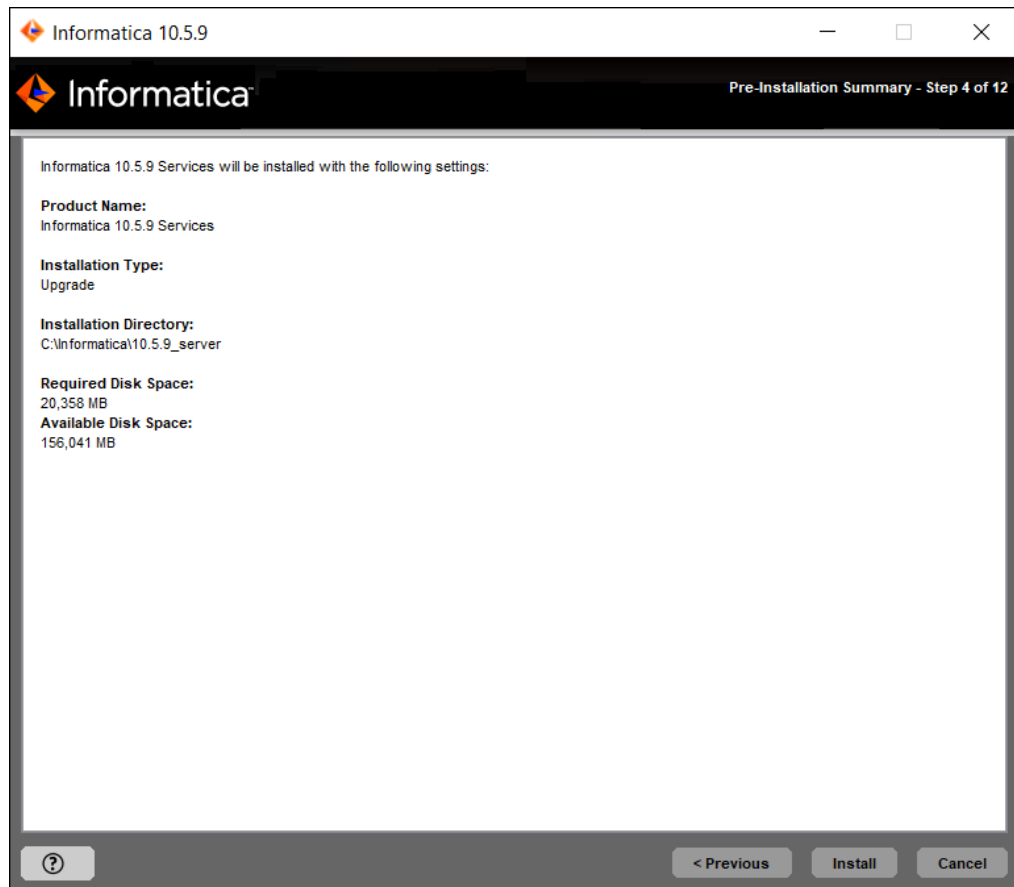 Informatica 10.5.9
Informatica™
Pre-Installation Summary - Step 4 of 12
Informatica 10.5.9 Services will be installed with the following settings:
Product Name:
Informatica 10.5.9 Services
Installation Type:
Upgrade
Installation Directory:
C:\Informatica\10.5.9_server
Required Disk Space:
20,358 MB
Available Disk Space:
156,041 MB
?
< Previous
Install
Cancel